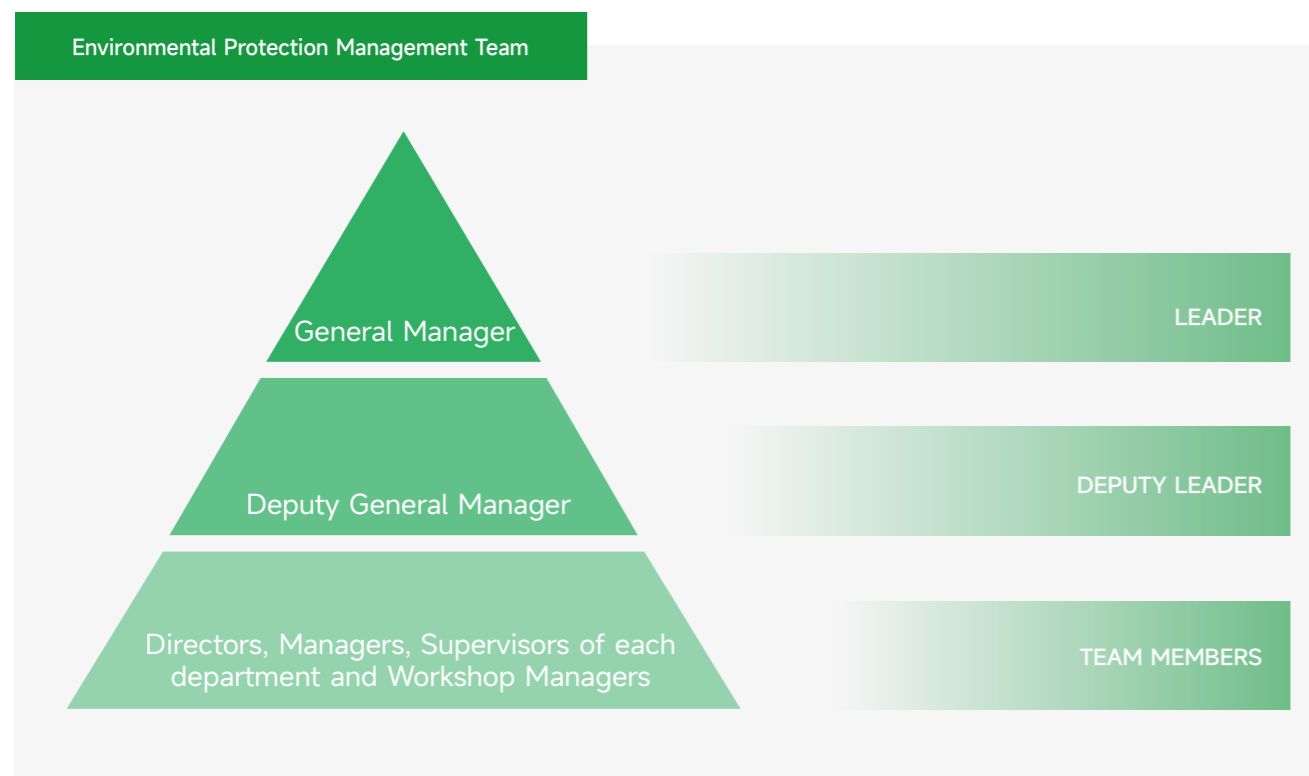 Environmental Protection Management Team
General Manager
LEADER
Deputy General Manager
DEPUTY LEADER
Directors, Managers, Supervisors of each
department and Workshop Managers
TEAM MEMBERS